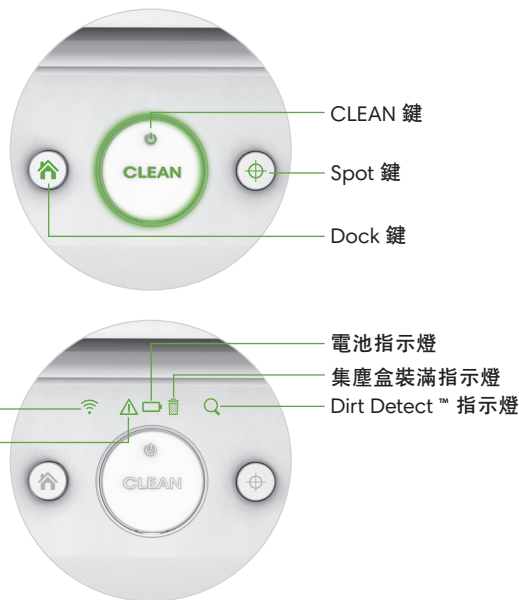 CLEAN 鍵
CLEAN
Spot 鍵
Dock 鍵
電池指示燈
集塵盒裝滿指示燈
Dirt Detect ™ 指示燈
CLEAN